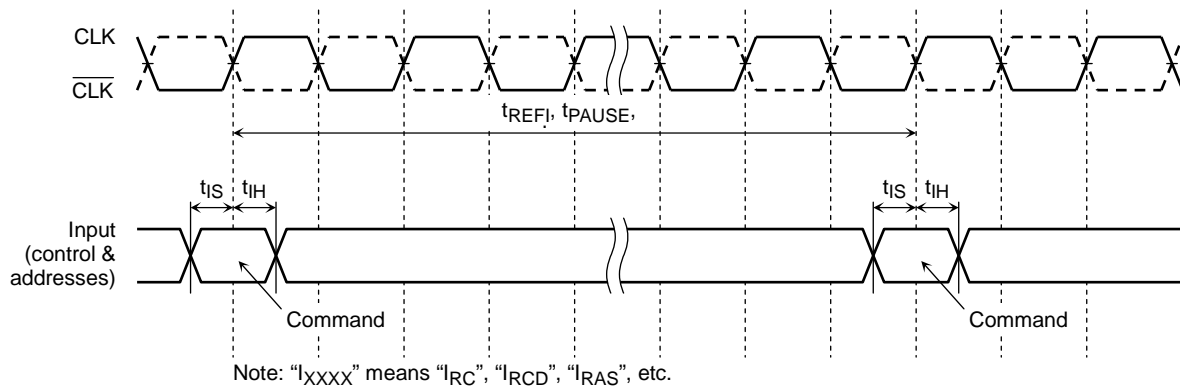 CLK
CLK
tREFI, tPAUSE,
tIS
tIH
tIS
tIH
Input
(control &
addresses)
Command
Command
Note: “IXXXX” means “IRC”, “IRCD”, “IRAS”, etc.